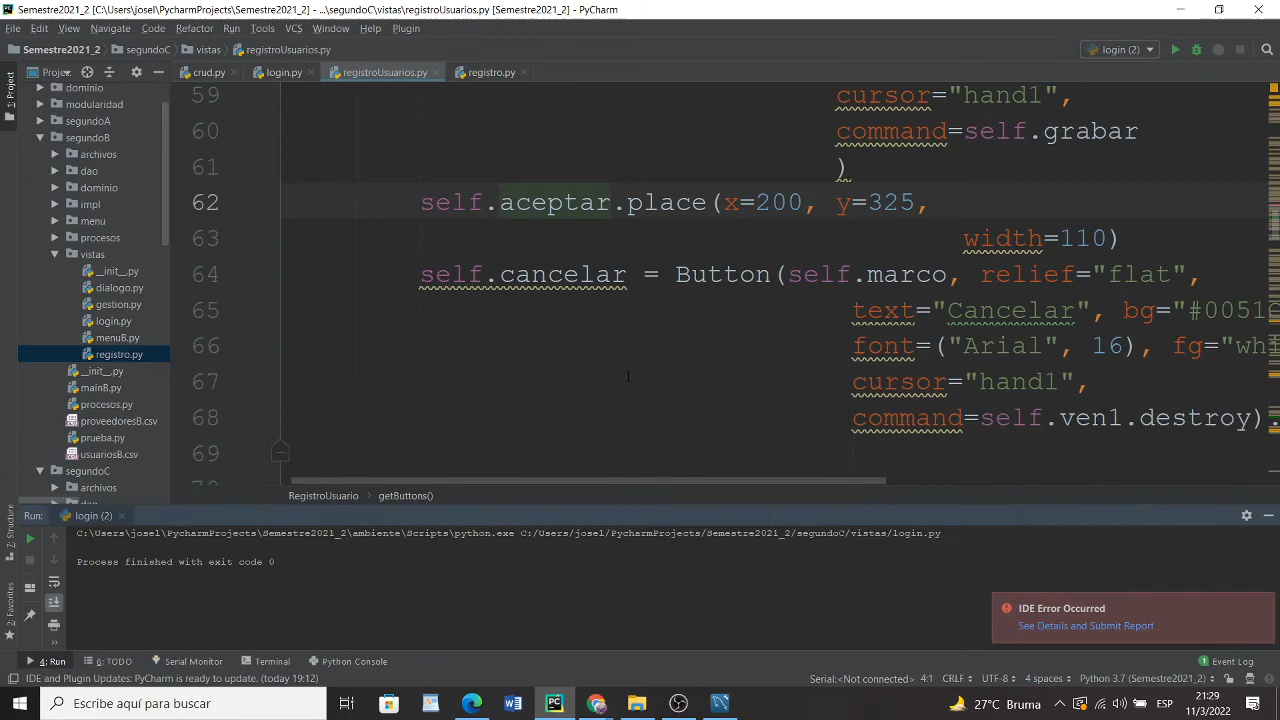 Semestre2021_2 [C:\Users\josel\PycharmProjects\Semestre2021_2] - ...\segundoC\vistas\registroUsuarios.py [Semestre2021_2] - PyCharm
File Edit View Navigate Code Refactor Run Tools VCS Window Help Plugin
Semestre2021_2 segundoC vistas registroUsuarios.py login (2)
Projec crud.py login.py registroUsuarios.py registro.py
1: Project
dominio
modularidad
segundoA
segundoB
archivos
dao
dominio
impl
menu
procesos
vistas
__init__.py
dialogo.py
gestion.py
login.py
menuB.py
registro.py
__init__.py
mainB.py
procesos.py
proveedoresB.csv
prueba.py
usuariosB.csv
segundoC
archivos
59 cursor="hand1",
60 command=self.grabar
61 )
62 self.aceptar.place(x=200, y=325,
63 width=110)
64 self.cancelar = Button(self.marco, relief="flat",
65 text="Cancelar", bg="#0051
66 font=("Arial", 16), fg="whi
67 cursor="hand1",
68 command=self.ven1.destroy).
69
RegistroUsuario getButtons()
Run: login (2)
C:\Users\josel\PycharmProjects\Semestre2021_2\ambiente\Scripts\python.exe C:/Users/josel/PycharmProjects/Semestre2021_2/segundoC/vistas/login.py
Process finished with exit code 0
Z: Structure
2: Favorites
IDE Error Occurred
See Details and Submit Report
4: Run 6: TODO Serial Monitor Terminal Python Console 1 Event Log
IDE and Plugin Updates: PyCharm is ready to update. (today 19:12) Serial:<Not connected> 4:1 CRLF UTF-8 4 spaces Python 3.7 (Semestre2021_2)
Escribe aquí para buscar PC 27°C Bruma ESP 21:29
11/3/2022